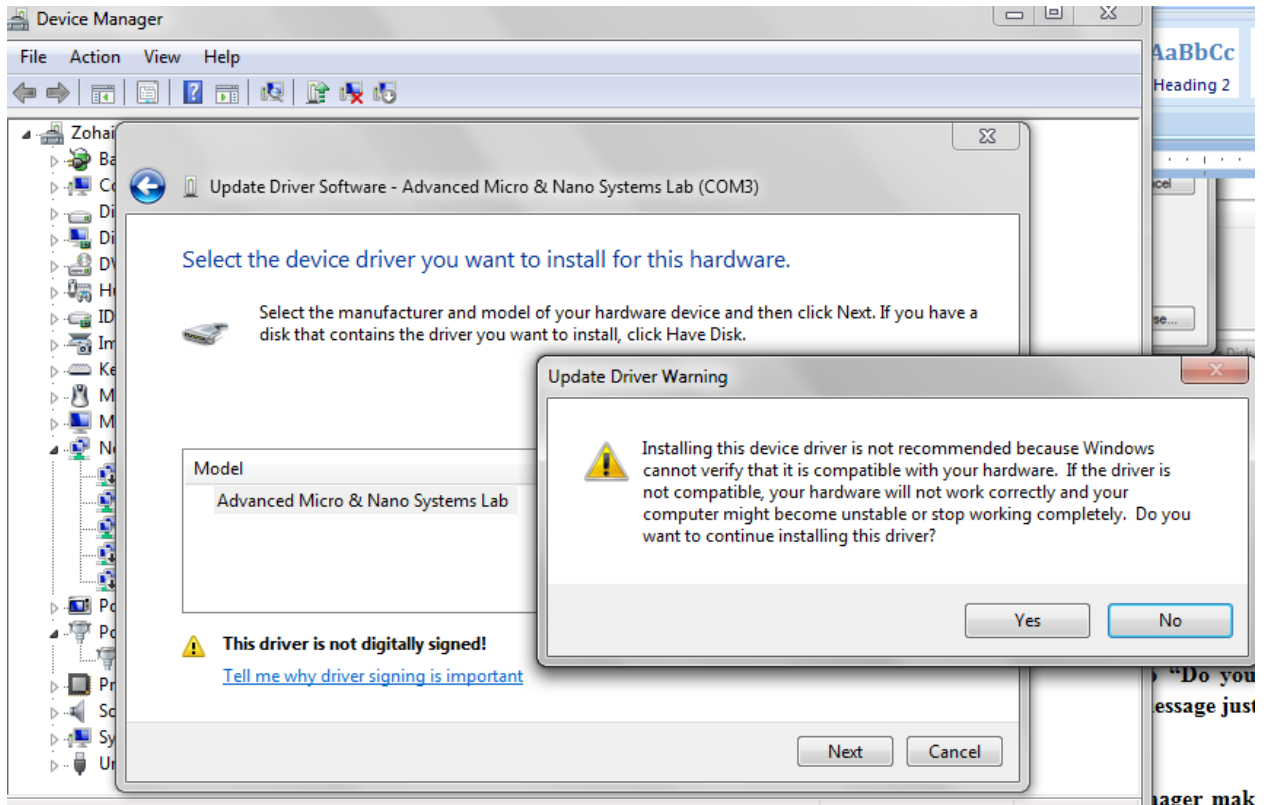 Device Manager
File Action View Help
AaBbCc
Heading 2
Update Driver Software - Advanced Micro & Nano Systems Lab (COM3)
Select the device driver you want to install for this hardware.
Select the manufacturer and model of your hardware device and then click Next. If you have a
disk that contains the driver you want to install, click Have Disk.
Update Driver Warning
Installing this device driver is not recommended because Windows
cannot verify that it is compatible with your hardware. If the driver is
not compatible, your hardware will not work correctly and your
computer might become unstable or stop working completely. Do you
want to continue installing this driver?
Yes No
Model
Advanced Micro & Nano Systems Lab
This driver is not digitally signed!
Tell me why driver signing is important
Next Cancel
“Do you